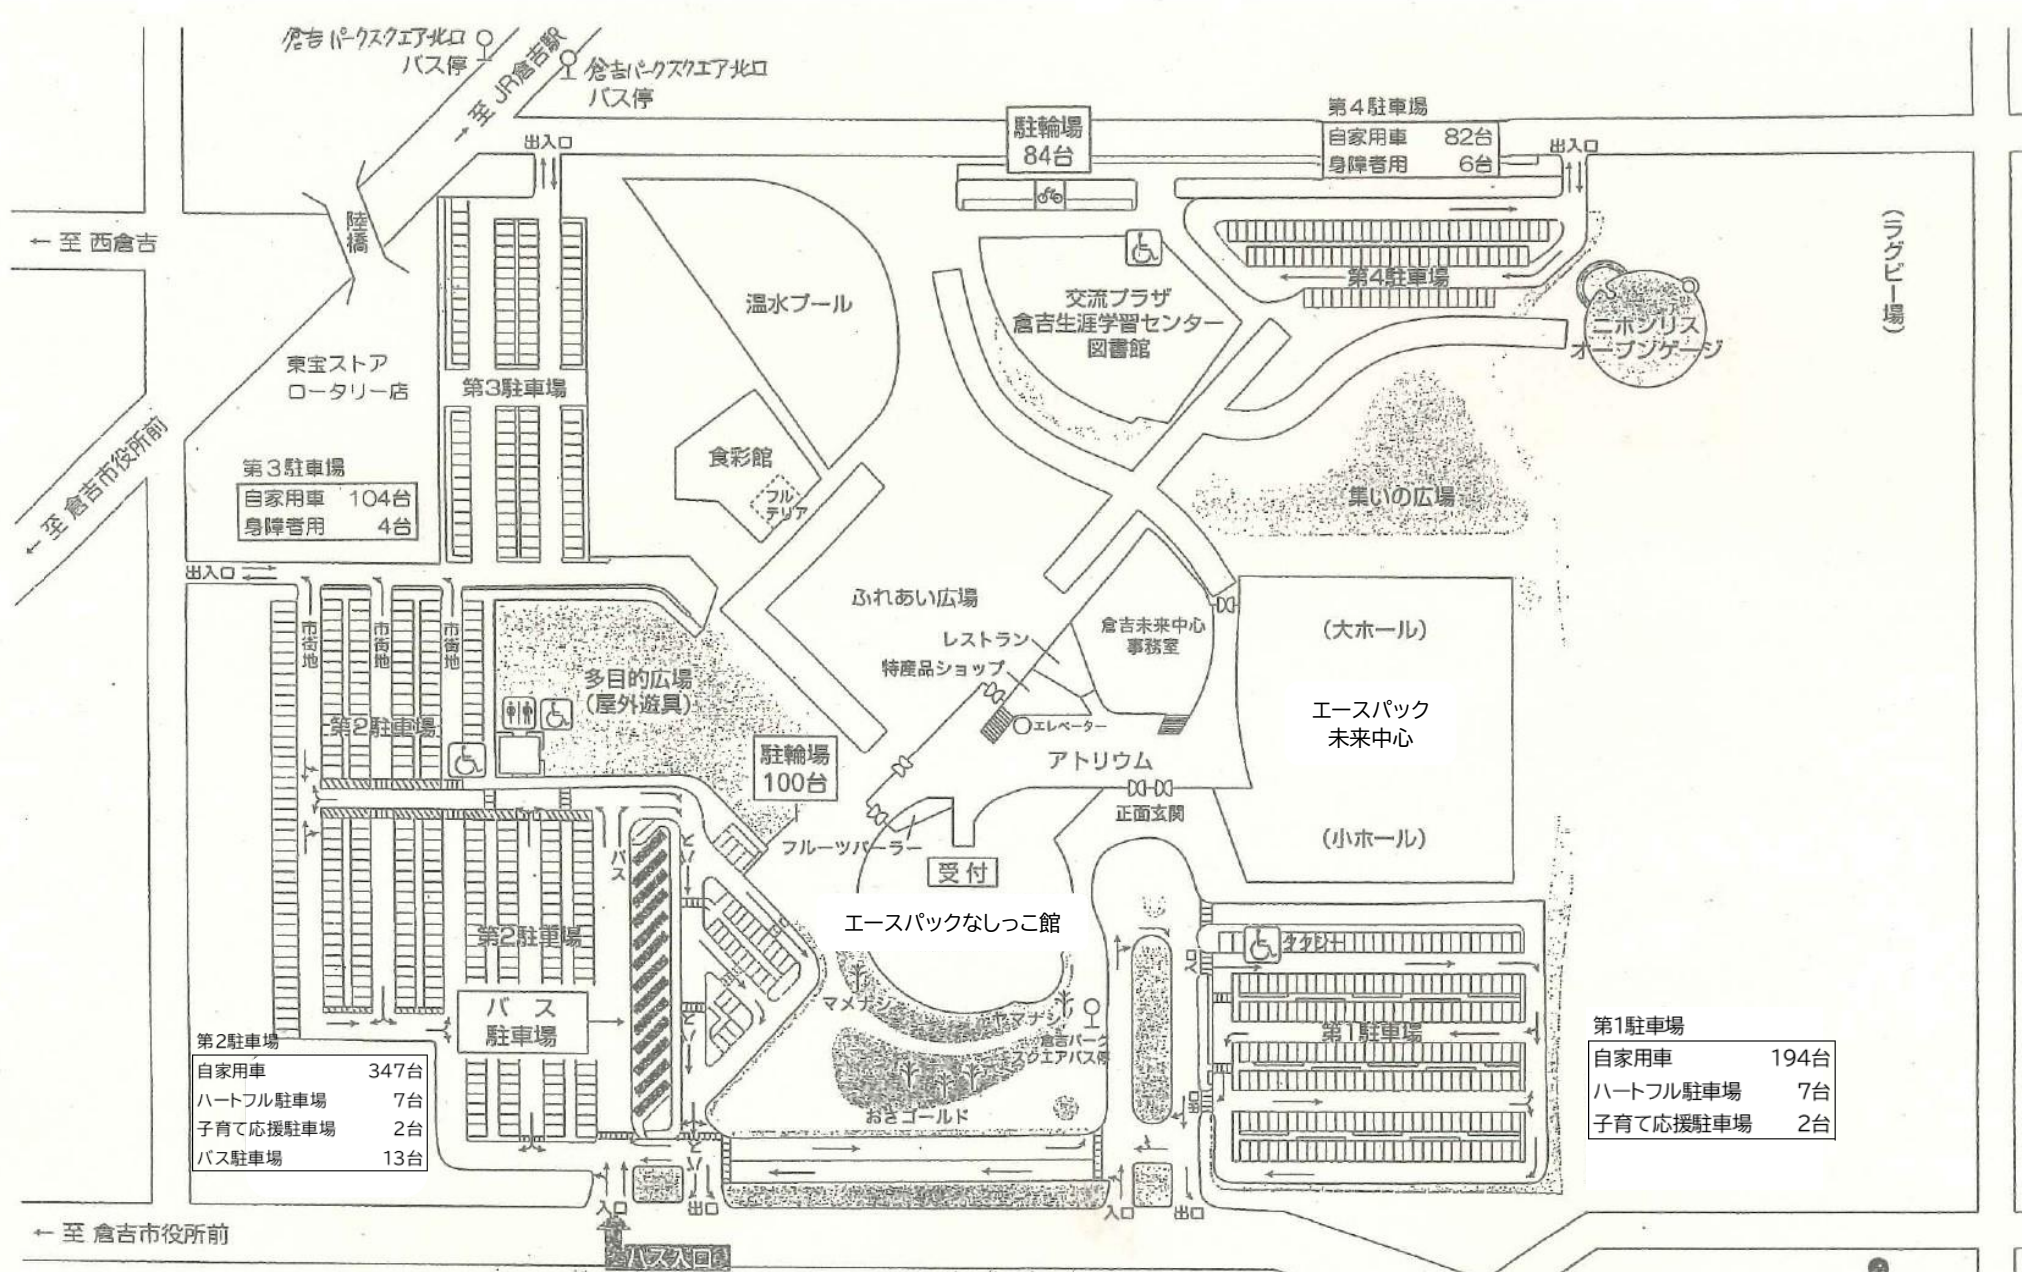 倉吉パークスクエア北口
バス停
→至JR倉吉駅
倉吉パークスクエア北口
バス停
出入口
駐輪場
84台
第4駐車場
自家用車 82台
身障者用 6台
出入口
←至 西倉吉
陸橋
(ラグビー場)
温水プール
交流プラザ
倉吉生涯学習センター
図書館
第4駐車場
ニホンリス
オープンゲージ
東宝ストア
ロータリー店
第3駐車場
←至 倉吉市役所前
第3駐車場
自家用車 104台
身障者用 4台
食彩館
フル
テリア
集いの広場
出入口
市街地
市街地
市街地
ふれあい広場
レストラン
特産品ショップ
倉吉未来中心
事務室
(大ホール)
多目的広場
(屋外遊具)
第2駐車場
エレベーター
エースパック
未来中心
駐輪場
100台
アトリウム
正面玄関
(小ホール)
フルーツパーラー
受付
バス
バス
エースパックなしっこ館
第2駐車場
バス
駐車場
バス
マメナシ
ヤマナシ
倉吉パーク
スクエアバス停
おさゴールド
入口
タクシー
第1駐車場
出口
第2駐車場
自家用車 347台
ハートフル駐車場 7台
子育て応援駐車場 2台
バス駐車場 13台
第1駐車場
自家用車 194台
ハートフル駐車場 7台
子育て応援駐車場 2台
バス
入口
出口
入口
出口
←至 倉吉市役所前
バス入口